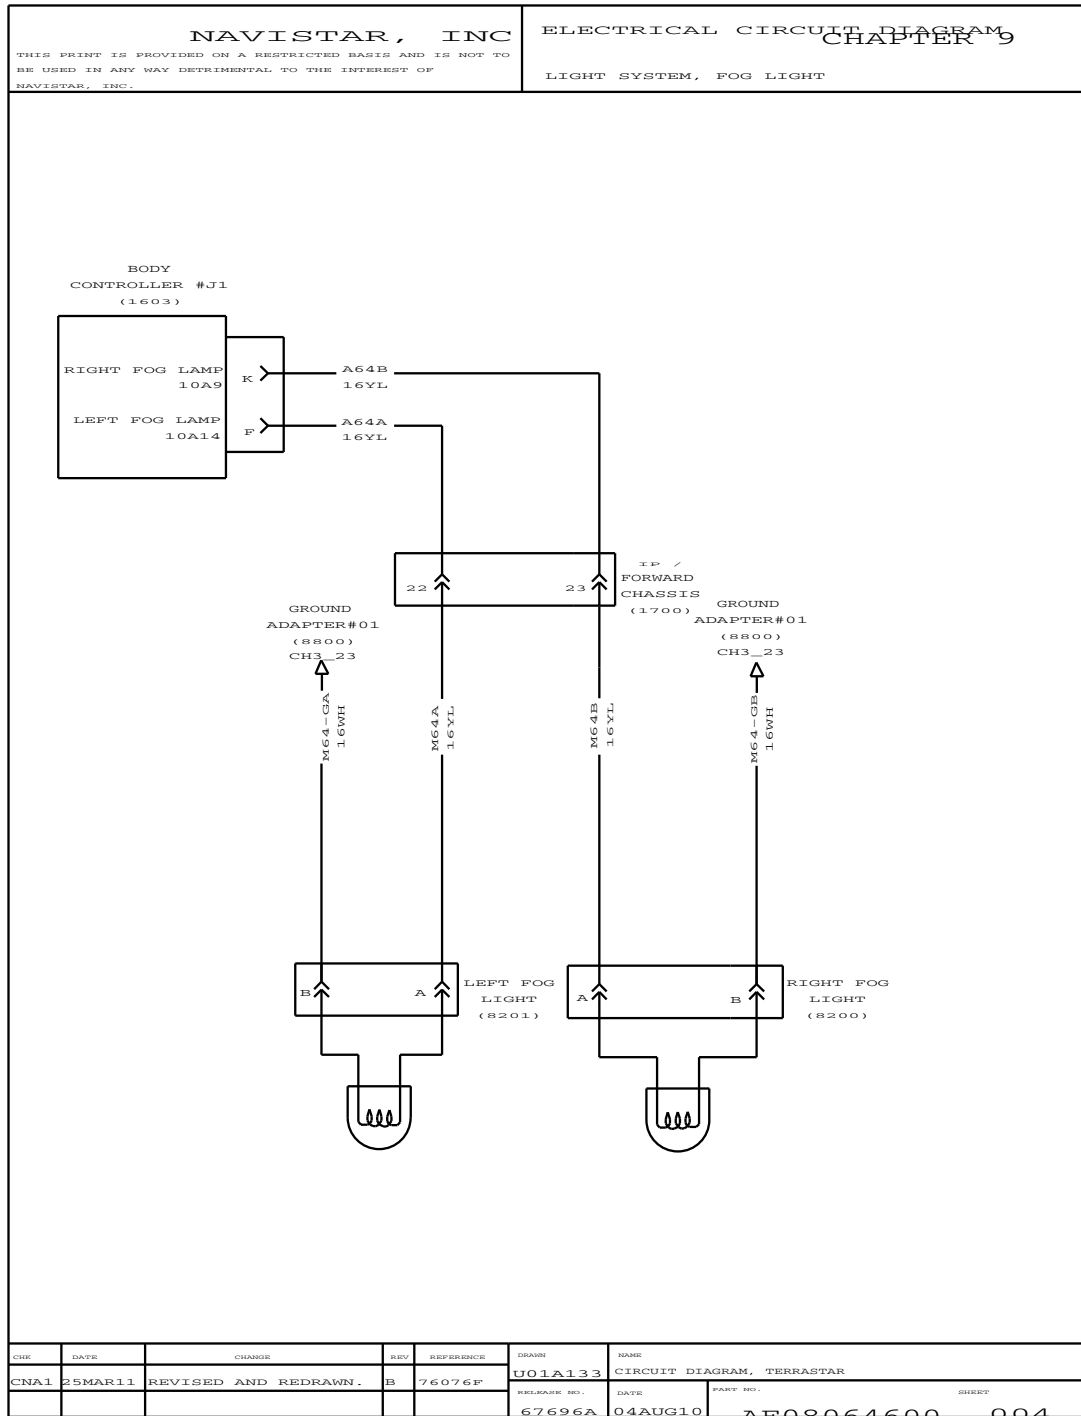 NAVISTAR, INC
THIS PRINT IS PROVIDED ON A RESTRICTED BASIS AND IS NOT TO
BE USED IN ANY WAY DETRIMENTAL TO THE INTEREST OF
NAVISTAR, INC.
ELECTRICAL CIRCUIT DIAGRAM
CHAPTER 9
LIGHT SYSTEM, FOG LIGHT
BODY
CONTROLLER #J1
(1603)
RIGHT FOG LAMP
10A9
K
A64B
16YL
LEFT FOG LAMP
10A14
F
A64A
16YL
22
23
IP /
FORWARD
CHASSIS
(1700)
GROUND
ADAPTER#01
(8800)
CH3_23
GROUND
ADAPTER#01
(8800)
CH3_23
M64-GA
16WH
M64A
16YL
M64B
16YL
M64-GB
16WH
B
A
LEFT FOG
LIGHT
(8201)
A
B
RIGHT FOG
LIGHT
(8200)
CHK DATE CHANGE REV REFERENCE
CNA1 25MAR11 REVISED AND REDRAWN. B 76076F
DRAWN
U01A133
NAME
CIRCUIT DIAGRAM, TERRASTAR
RELEASE NO.
67696A
DATE
04AUG10
PART NO.
SHEET